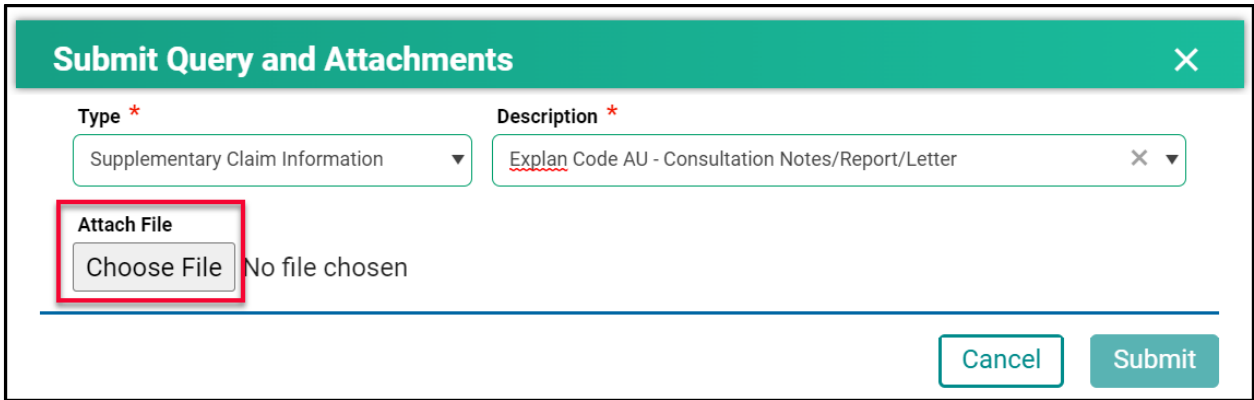 Submit Query and Attachments ×
Type * Description *
Supplementary Claim Information ▼ Explan Code AU - Consultation Notes/Report/Letter × ▼
Attach File
Choose File No file chosen
Cancel Submit